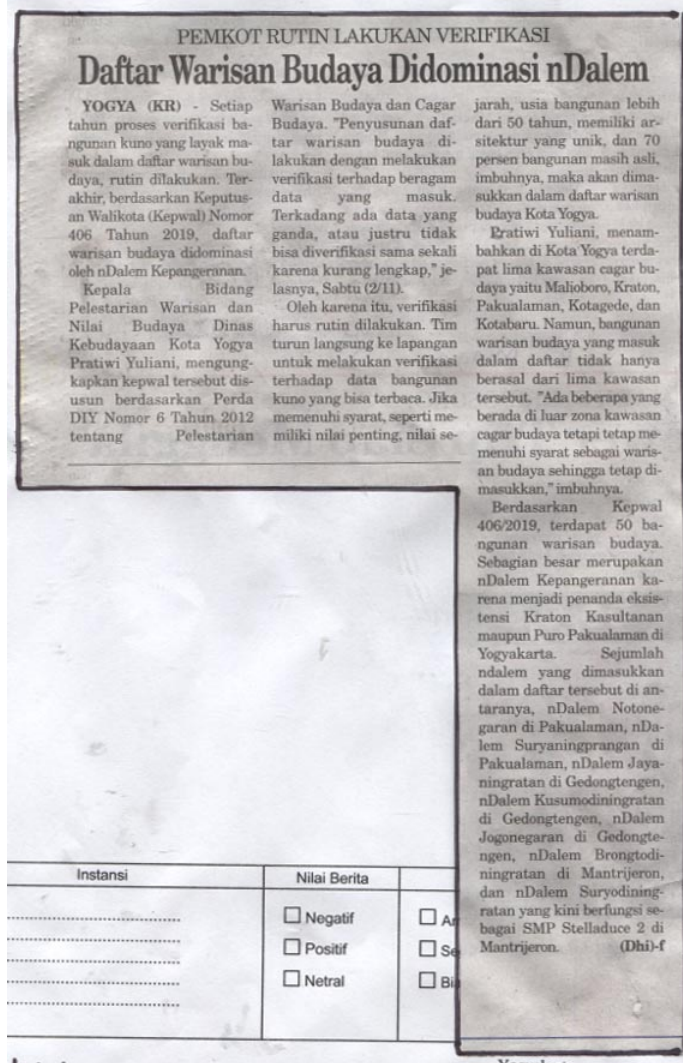 PEMKOT RUTIN LAKUKAN VERIFIKASI
Daftar Warisan Budaya Didominasi nDalem
YOGYA (KR) - Setiap
tahun proses verifikasi ba-
ngunan kuno yang layak ma-
suk dalam daftar warisan bu-
daya, rutin dilakukan. Ter-
akhir, berdasarkan Keputus-
an Walikota (Kepwal) Nomor
406 Tahun 2019, daftar
warisan budaya didominasi
oleh nDalem Kepangeranan.
Kepala Bidang
Pelestarian Warisan dan
Nilai Budaya Dinas
Kebudayaan Kota Yogya
Pratiwi Yuliani, mengung-
kapkan kepwal tersebut dis-
usun berdasarkan Perda
DIY Nomor 6 Tahun 2012
tentang Pelestarian
Warisan Budaya dan Cagar
Budaya. "Penyusunan daf-
tar warisan budaya di-
lakukan dengan melakukan
verifikasi terhadap beragam
data yang masuk.
Terkadang ada data yang
ganda, atau justru tidak
bisa diverifikasi sama sekali
karena kurang lengkap," je-
lasnya, Sabtu (2/11).
Oleh karena itu, verifikasi
harus rutin dilakukan. Tim
turun langsung ke lapangan
untuk melakukan verifikasi
terhadap data bangunan
kuno yang bisa terbaca. Jika
memenuhi syarat, seperti me-
miliki nilai penting, nilai se-
jarah, usia bangunan lebih
dari 50 tahun, memiliki ar-
sitektur yang unik, dan 70
persen bangunan masih asli,
imbuhnya, maka akan dima-
sukkan dalam daftar warisan
budaya Kota Yogya.
Pratiwi Yuliani, menam-
bahkan di Kota Yogya terda-
pat lima kawasan cagar bu-
daya yaitu Malioboro, Kraton,
Pakualaman, Kotagede, dan
Kotabaru. Namun, bangunan
warisan budaya yang masuk
dalam daftar tidak hanya
berasal dari lima kawasan
tersebut. "Ada beberapa yang
berada di luar zona kawasan
cagar budaya tetapi tetap me-
menuhi syarat sebagai waris-
an budaya sehingga tetap di-
masukkan," imbuhnya.
Berdasarkan Kepwal
406/2019, terdapat 50 ba-
ngunan warisan budaya.
Sebagian besar merupakan
nDalem Kepangeranan ka-
rena menjadi penanda eksis-
tensi Kraton Kasultanan
maupun Puro Pakualaman di
Yogyakarta. Sejumlah
ndalem yang dimasukkan
dalam daftar tersebut di an-
taranya, nDalem Notone-
garan di Pakualaman, nDa-
lem Suryaningprangan di
Pakualaman, nDalem Jaya-
ningratan di Gedongtengen,
nDalem Kusumodiningratan
di Gedongtengen, nDalem
Jogonegaran di Gedongte-
ngen, nDalem Brongtodi-
ningratan di Mantrijeron,
dan nDalem Suryodining-
ratan yang kini berfungsi se-
bagai SMP Stelladuce 2 di
Mantrijeron. (Dhi)-f
Instansi
Nilai Berita
Negatif
Positif
Netral
Se
Bi